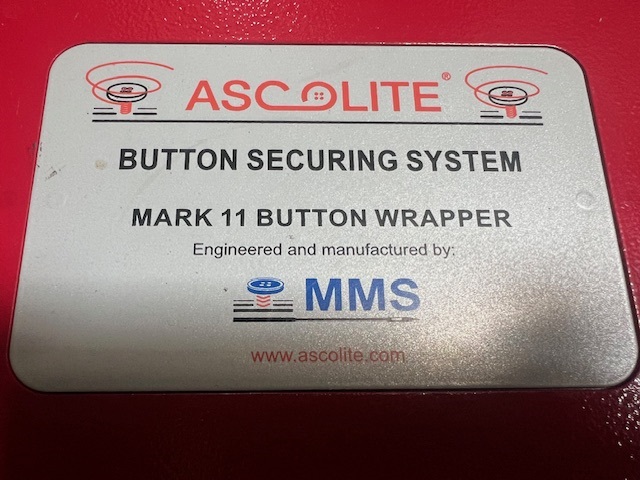 ASCOLITE®
BUTTON SECURING SYSTEM
MARK 11 BUTTON WRAPPER
Engineered and manufactured by:
MMS
www.ascolite.com